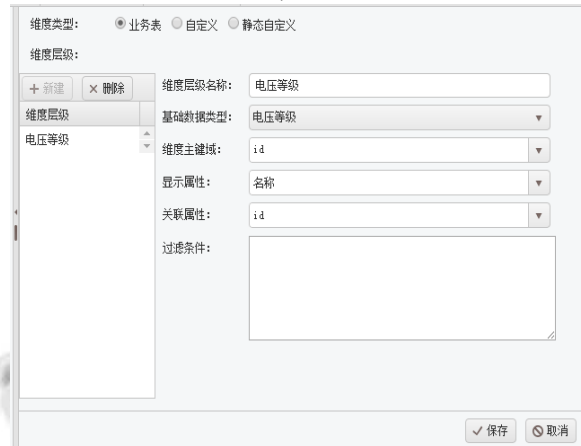 维度类型: 业务表 自定义 静态自定义
维度层级:
+ 新建 × 删除
维度层级
电压等级
维度层级名称: 电压等级
基础数据类型: 电压等级
维度主键域: id
显示属性: 名称
关联属性: id
过滤条件:
保存 取消